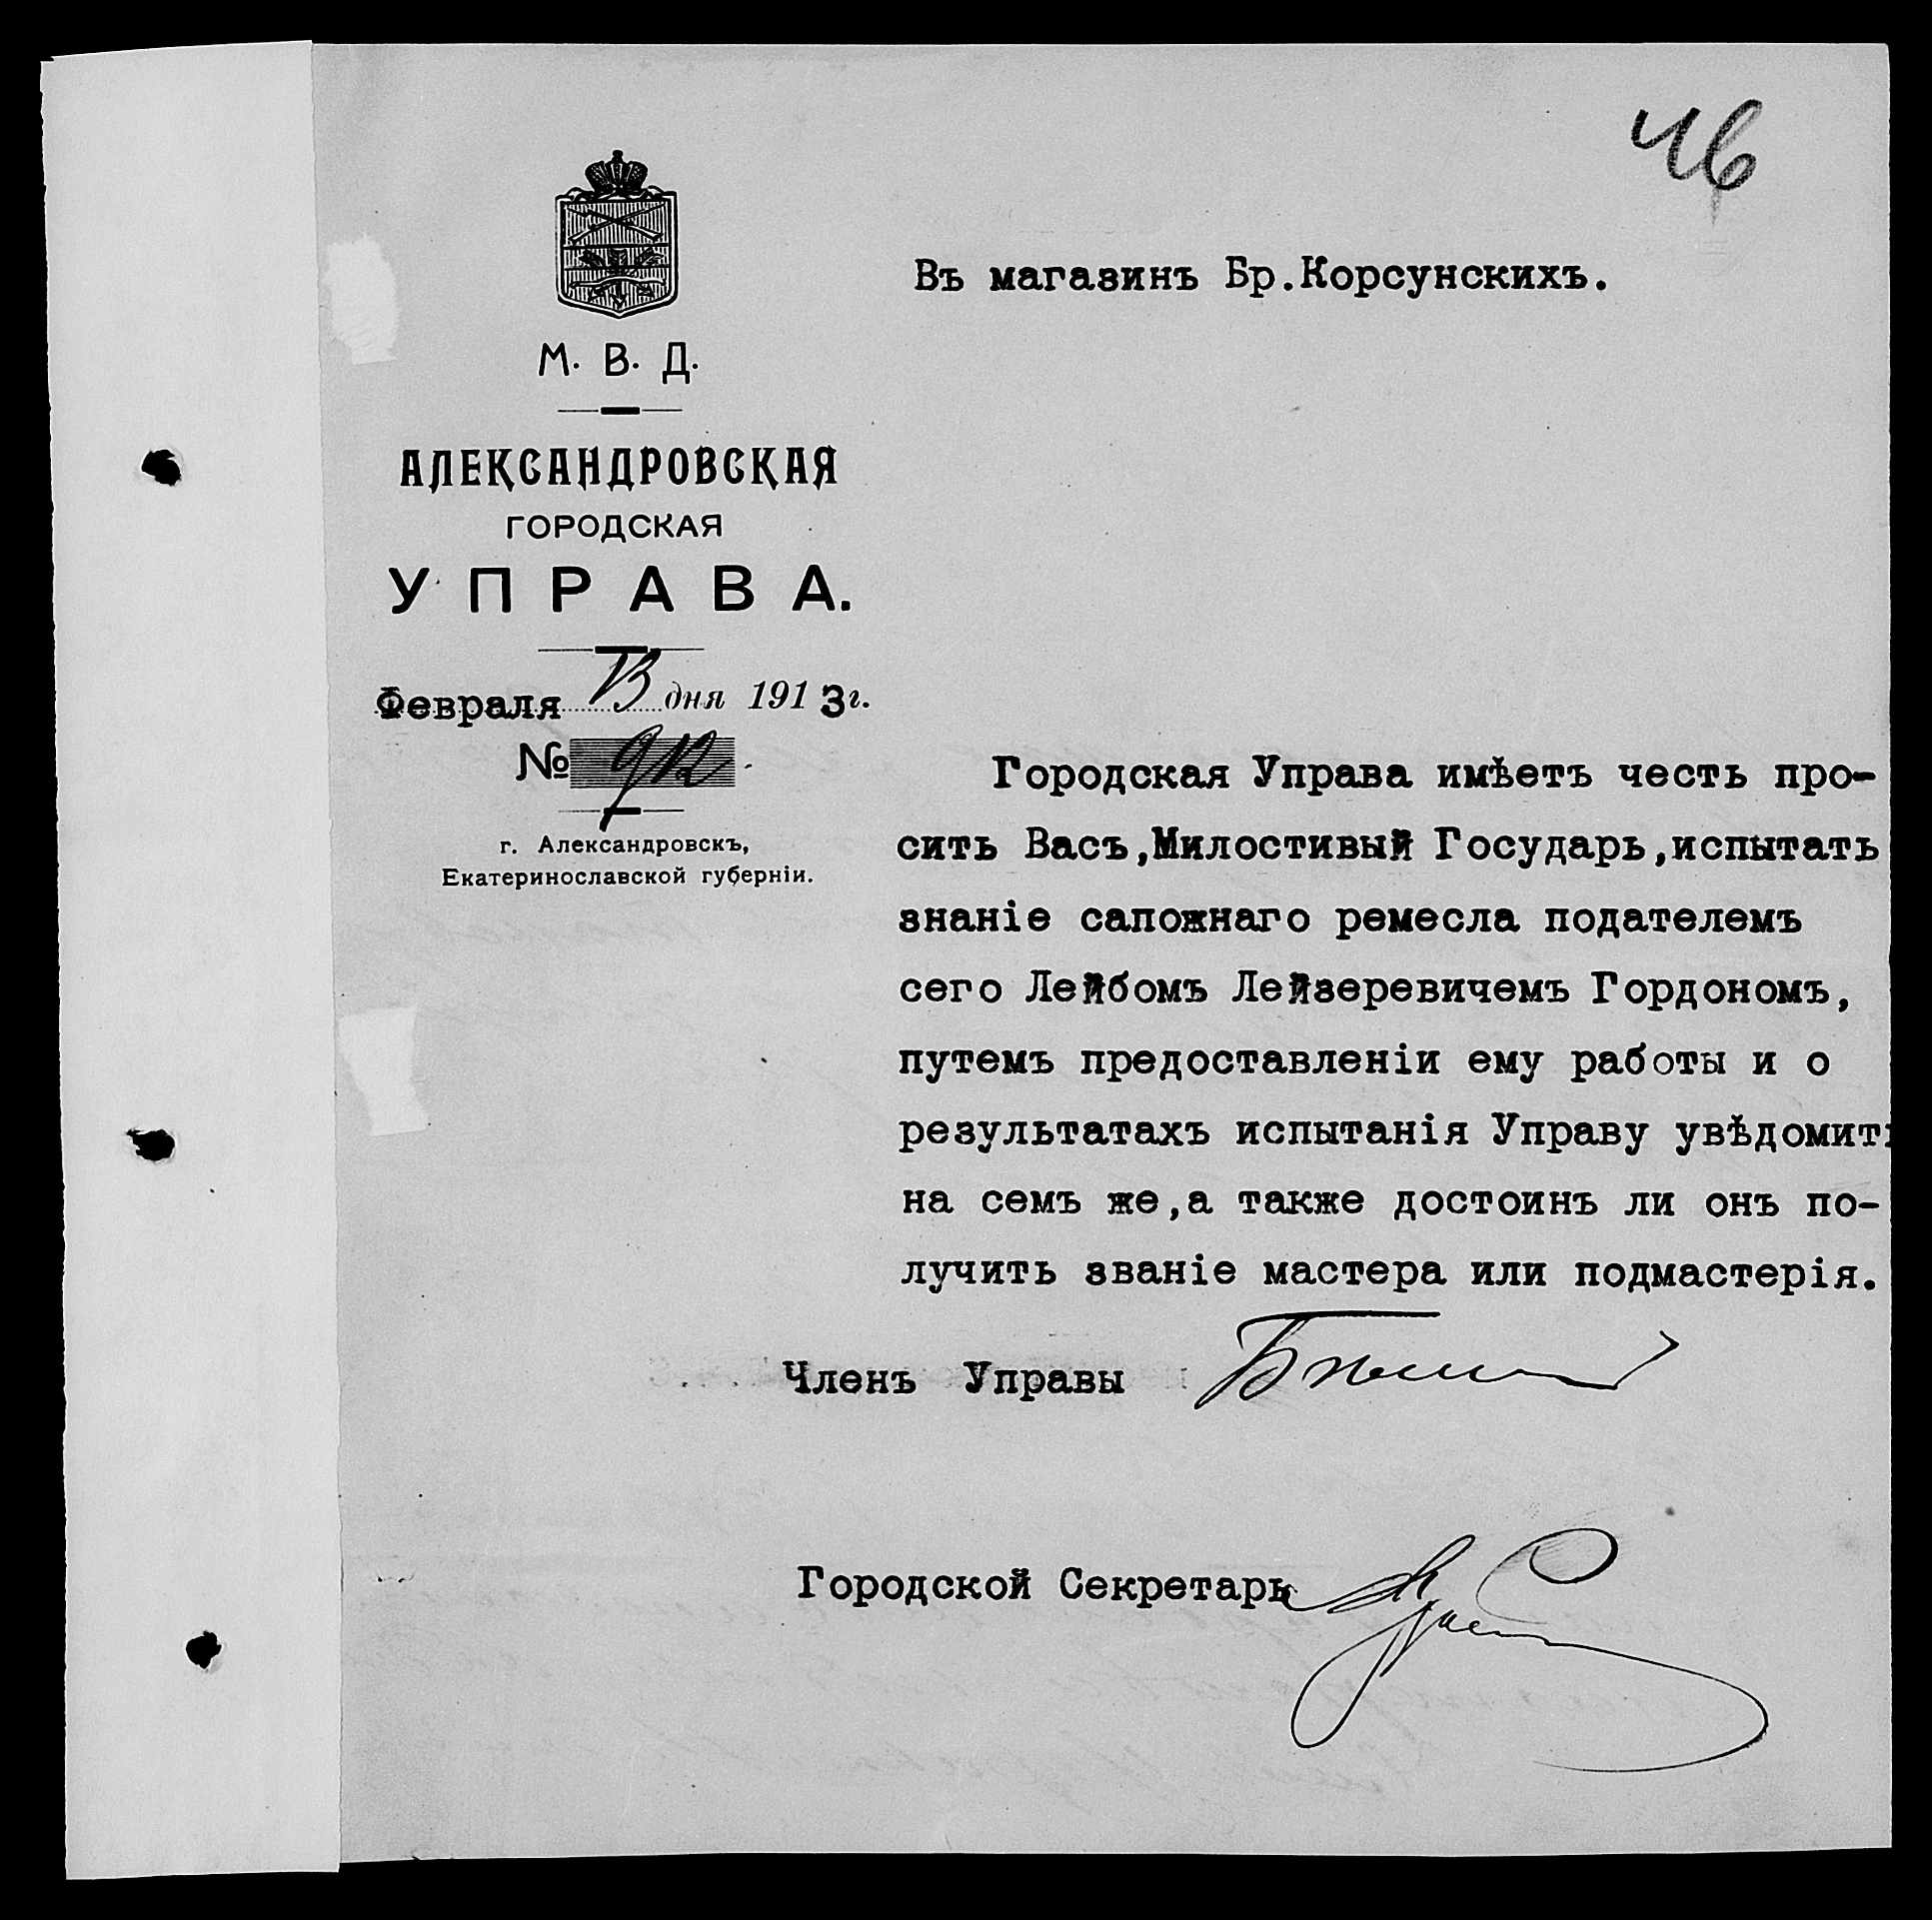 46
Въ магазинъ Бр.Корсунскихъ.
М. В. Д.
АЛЕКСАНДРОВСКАЯ
ГОРОДСКАЯ
УПРАВА.
Февраля 13 дня 1913 г.
№ 912
г. Александровскъ,
Екатеринославской губерніи.
Городская Управа имѣетъ честь про-
сить Васъ,Милостивый Государь,испытать
знаніе сапожнаго ремесла подателемъ
сего Лейбомъ Лейзеревичемъ Гордономъ,
путемъ предоставленіи ему работы и о
результатахъ испытанія Управу увѣдомить
на семъ же,а также достоинъ ли онъ по-
лучить званіе мастера или подмастерія.
Членъ Управы
Городской Секретарь